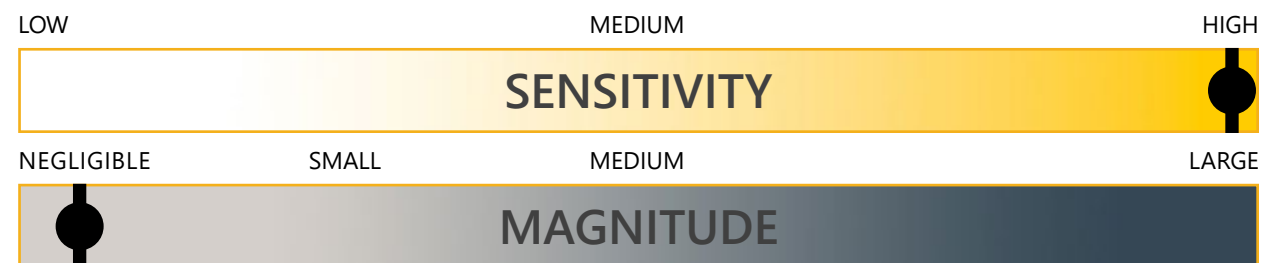 LOW MEDIUM HIGH
SENSITIVITY
NEGLIGIBLE SMALL MEDIUM LARGE
MAGNITUDE